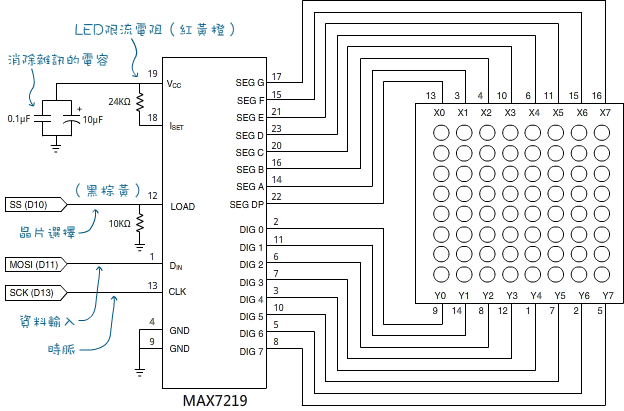 LED限流電阻（紅黃橙）
消除雜訊的電容
0.1µF
10µF
+
19
VCC
24KΩ
18
ISET
（黑棕黃）
SS (D10)
12
LOAD
10KΩ
晶片選擇
MOSI (D11)
1
DIN
SCK (D13)
13
CLK
資料輸入
時脈
4
GND
9
GND
SEG G 17
SEG F 15
SEG E 21
SEG D 23
SEG C 20
SEG B 16
SEG A 14
SEG DP 22
DIG 0 2
DIG 1 11
DIG 2 6
DIG 3 7
DIG 4 3
DIG 5 10
DIG 6 5
DIG 7 8
MAX7219
13 3 4 10 6 11 15 16
X0 X1 X2 X3 X4 X5 X6 X7
Y0 Y1 Y2 Y3 Y4 Y5 Y6 Y7
9 14 8 12 1 7 2 5